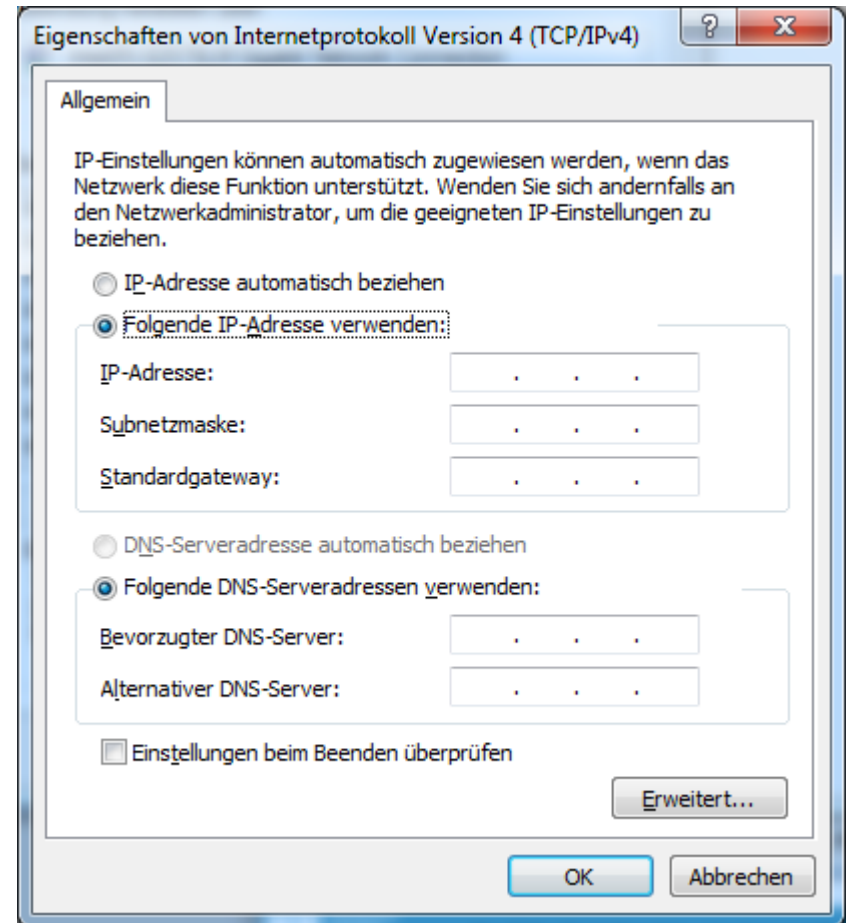 Eigenschaften von Internetprotokoll Version 4 (TCP/IPv4)
Allgemein
IP-Einstellungen können automatisch zugewiesen werden, wenn das
Netzwerk diese Funktion unterstützt. Wenden Sie sich andernfalls an
den Netzwerkadministrator, um die geeigneten IP-Einstellungen zu
beziehen.
IP-Adresse automatisch beziehen
Folgende IP-Adresse verwenden:
IP-Adresse: . . .
Subnetzmaske: . . .
Standardgateway: . . .
DNS-Serveradresse automatisch beziehen
Folgende DNS-Serveradressen verwenden:
Bevorzugter DNS-Server: . . .
Alternativer DNS-Server: . . .
Einstellungen beim Beenden überprüfen
Erweitert...
OK Abbrechen